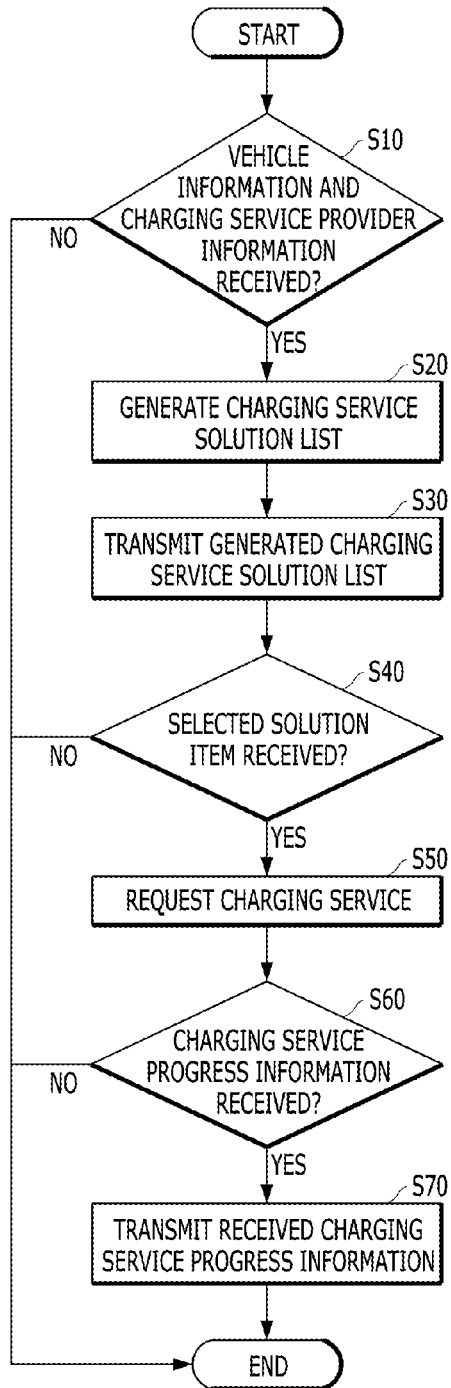 START
S10
VEHICLE
INFORMATION AND
CHARGING SERVICE PROVIDER
INFORMATION
RECEIVED?
NO
YES
S20
GENERATE CHARGING SERVICE
SOLUTION LIST
S30
TRANSMIT GENERATED CHARGING
SERVICE SOLUTION LIST
S40
SELECTED SOLUTION
ITEM RECEIVED?
NO
YES
S50
REQUEST CHARGING SERVICE
S60
CHARGING SERVICE
PROGRESS INFORMATION
RECEIVED?
NO
YES
S70
TRANSMIT RECEIVED CHARGING
SERVICE PROGRESS INFORMATION
END